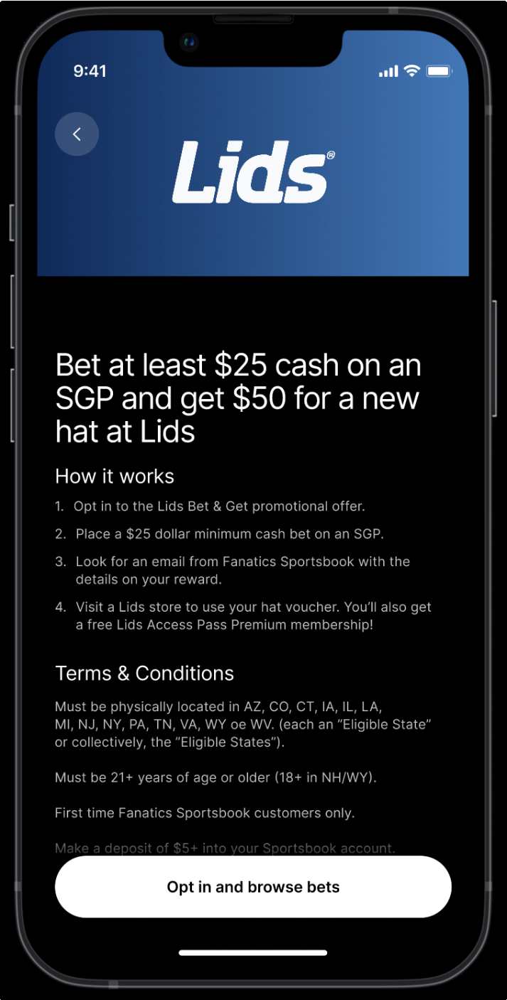 9:41
Lids®
Bet at least $25 cash on an
SGP and get $50 for a new
hat at Lids
How it works
1. Opt in to the Lids Bet & Get promotional offer.
2. Place a $25 dollar minimum cash bet on an SGP.
3. Look for an email from Fanatics Sportsbook with the
details on your reward.
4. Visit a Lids store to use your hat voucher. You’ll also get
a free Lids Access Pass Premium membership!
Terms & Conditions
Must be physically located in AZ, CO, CT, IA, IL, LA,
MI, NJ, NY, PA, TN, VA, WY oe WV. (each an ”Eligible State”
or collectively, the ”Eligible States”).
Must be 21+ years of age or older (18+ in NH/WY).
First time Fanatics Sportsbook customers only.
Make a deposit of $5+ into your Sportsbook account.
Opt in and browse bets